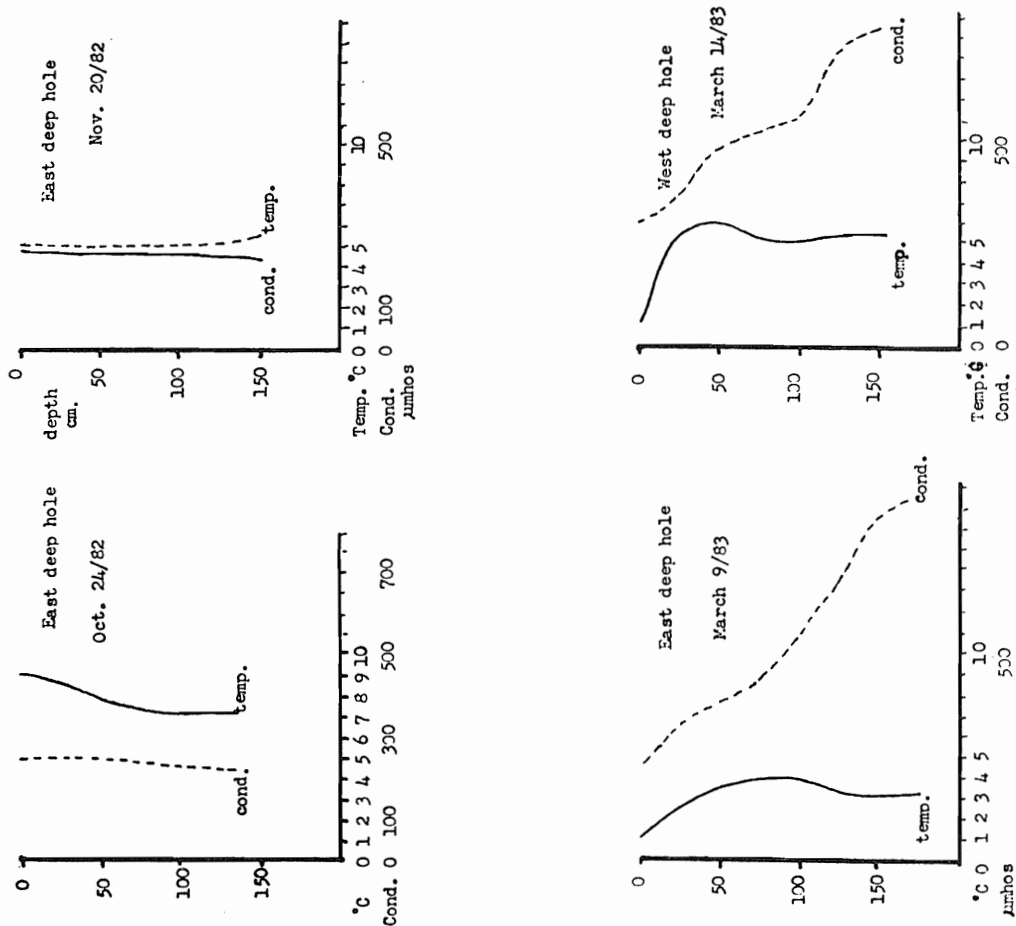 East deep hole
Nov. 20/82
depth
cm.
0
50
100
150
temp.
cond.
Temp. °C 0 1 2 3 4 5 10
Cond. 0 100 500
µmhos
West deep hole
March 14/83
0
50
100
150
cond.
temp.
Temp.°C 0 1 2 3 4 5 10
Cond. 0 500
East deep hole
Oct. 24/82
0
50
100
150
temp.
cond.
°C 0 1 2 3 4 5 6 7 8 9 10
Cond. 0 100 300 500 700
East deep hole
March 9/83
0
50
100
150
cond.
temp.
°C 0 1 2 3 4 5 10
µmhos 500